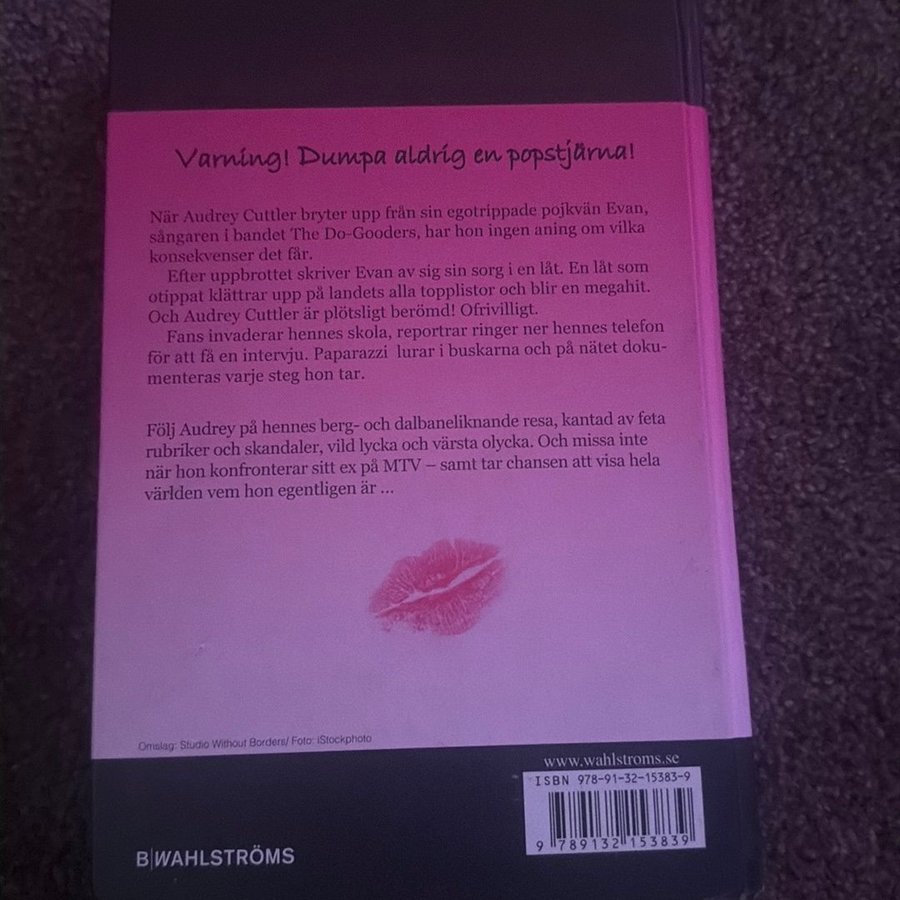 Varning! Dumpa aldrig en popstjärna!
När Audrey Cuttler bryter upp från sin egotrippade pojkvän Evan,
sångaren i bandet The Do-Gooders, har hon ingen aning om vilka
konsekvenser det får.
Efter uppbrottet skriver Evan av sig sin sorg i en låt. En låt som
otippat klättrar upp på landets alla topplistor och blir en megahit.
Och Audrey Cuttler är plötsligt berömd! Ofrivilligt.
Fans invaderar hennes skola, reportrar ringer ner hennes telefon
för att få en intervju. Paparazzi lurar i buskarna och på nätet doku-
menteras varje steg hon tar.
Följ Audrey på hennes berg- och dalbaneliknande resa, kantad av feta
rubriker och skandaler, vild lycka och värsta olycka. Och missa inte
när hon konfronterar sitt ex på MTV – samt tar chansen att visa hela
världen vem hon egentligen är ...
Omslag: Studio Without Borders/ Foto: iStockphoto
www.wahlstroms.se
ISBN 978-91-32-15383-9
9 789132 153839
B|WAHLSTRÖMS